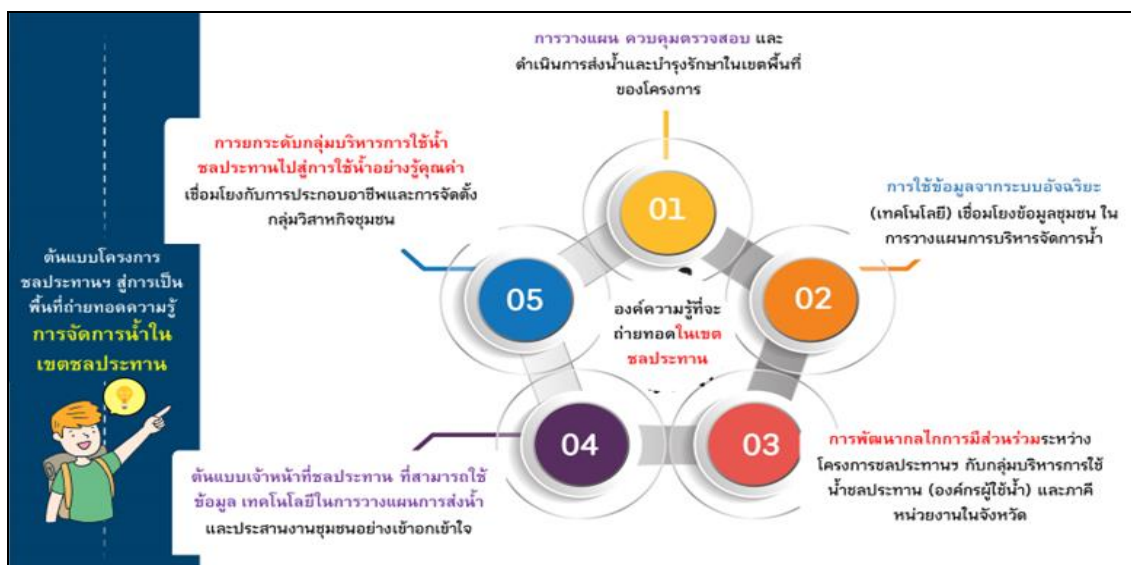 ต้นแบบโครงการ
ชลประทานฯ สู่การเป็น
พื้นที่ถ่ายทอดความรู้
การจัดการน้ำใน
เขตชลประทาน
องค์ความรู้ที่จะ
ถ่ายทอดในเขต
ชลประทาน
01
การวางแผน ควบคุมตรวจสอบ และ
ดำเนินการส่งน้ำและบำรุงรักษาในเขตพื้นที่
ของโครงการ
02
การใช้ข้อมูลจากระบบอัจฉริยะ
(เทคโนโลยี) เชื่อมโยงข้อมูลชุมชน ใน
การวางแผนการบริหารจัดการน้ำ
03
การพัฒนากลไกการมีส่วนร่วมระหว่าง
โครงการชลประทานฯ กับกลุ่มบริหารการใช้
น้ำชลประทาน (องค์กรผู้ใช้น้ำ) และภาคี
หน่วยงานในจังหวัด
04
ต้นแบบเจ้าหน้าที่ชลประทาน ที่สามารถใช้
ข้อมูล เทคโนโลยีในการวางแผนการส่งน้ำ
และประสานงานชุมชนอย่างเข้าอกเข้าใจ
05
การยกระดับกลุ่มบริหารการใช้น้ำ
ชลประทานไปสู่การใช้น้ำอย่างรู้คุณค่า
เชื่อมโยงกับการประกอบอาชีพและการจัดตั้ง
กลุ่มวิสาหกิจชุมชน